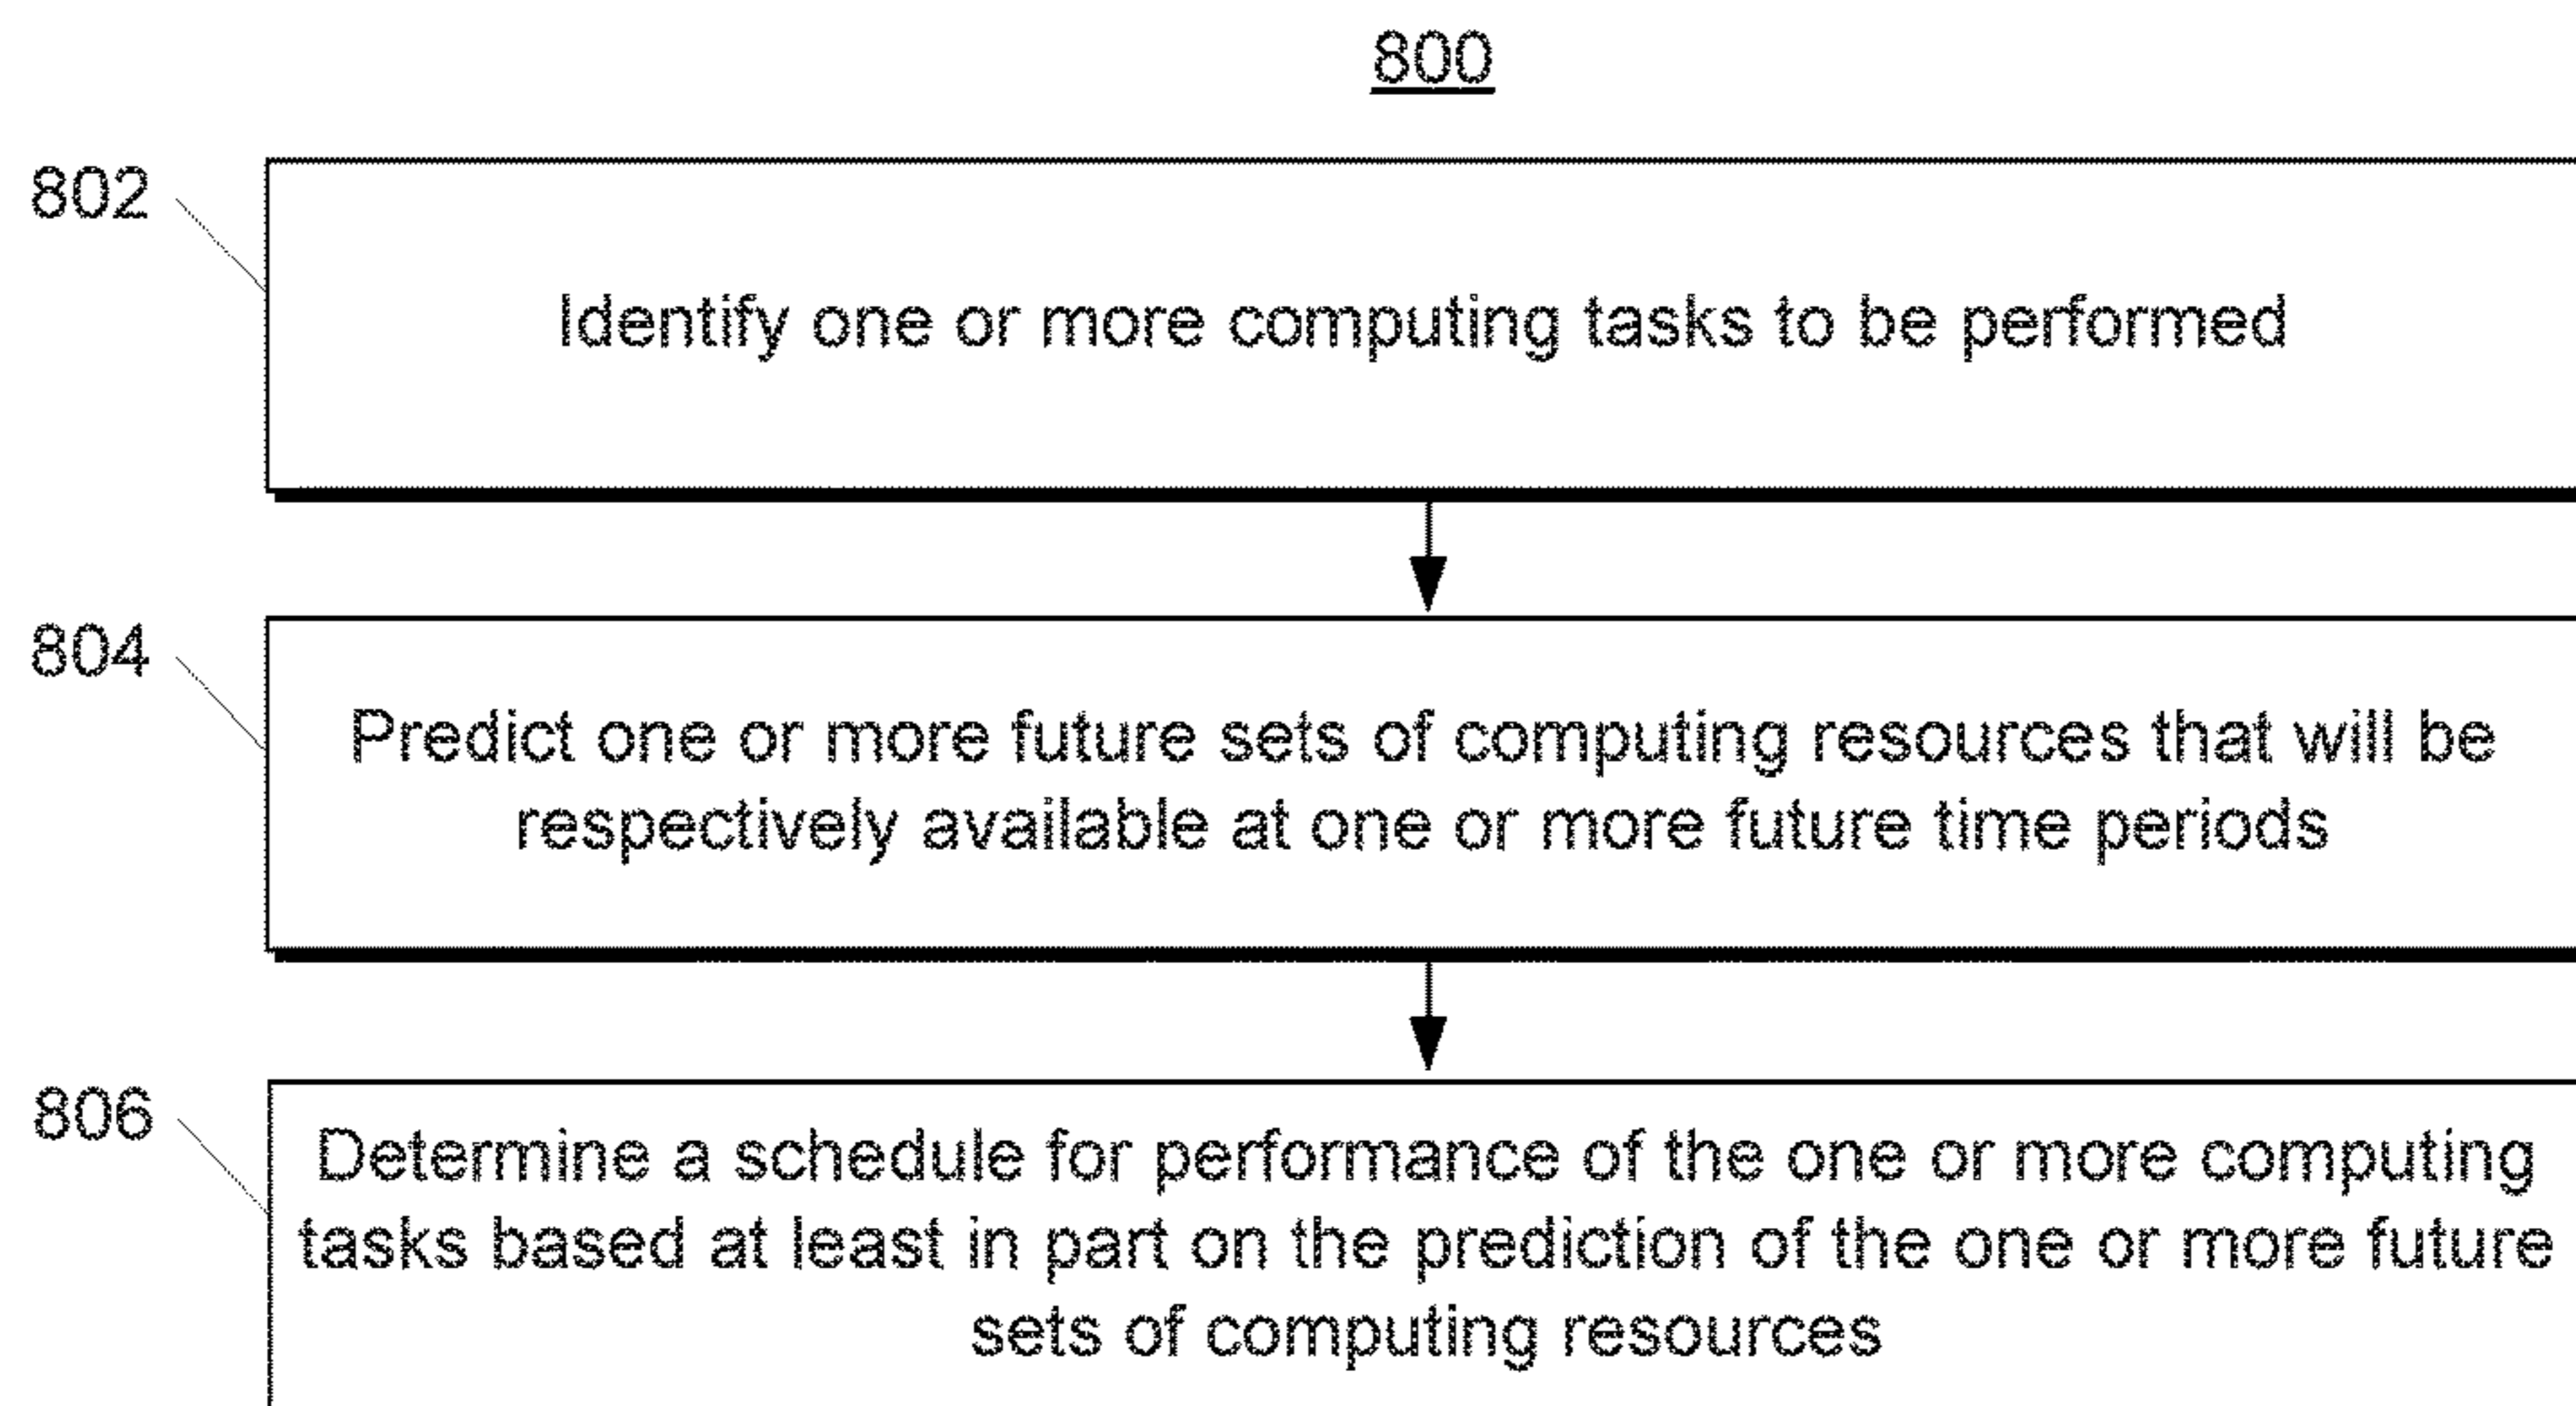 800
802
Identify one or more computing tasks to be performed
804
Predict one or more future sets of computing resources that will be
respectively available at one or more future time periods
806
Determine a schedule for performance of the one or more computing
tasks based at least in part on the prediction of the one or more future
sets of computing resources